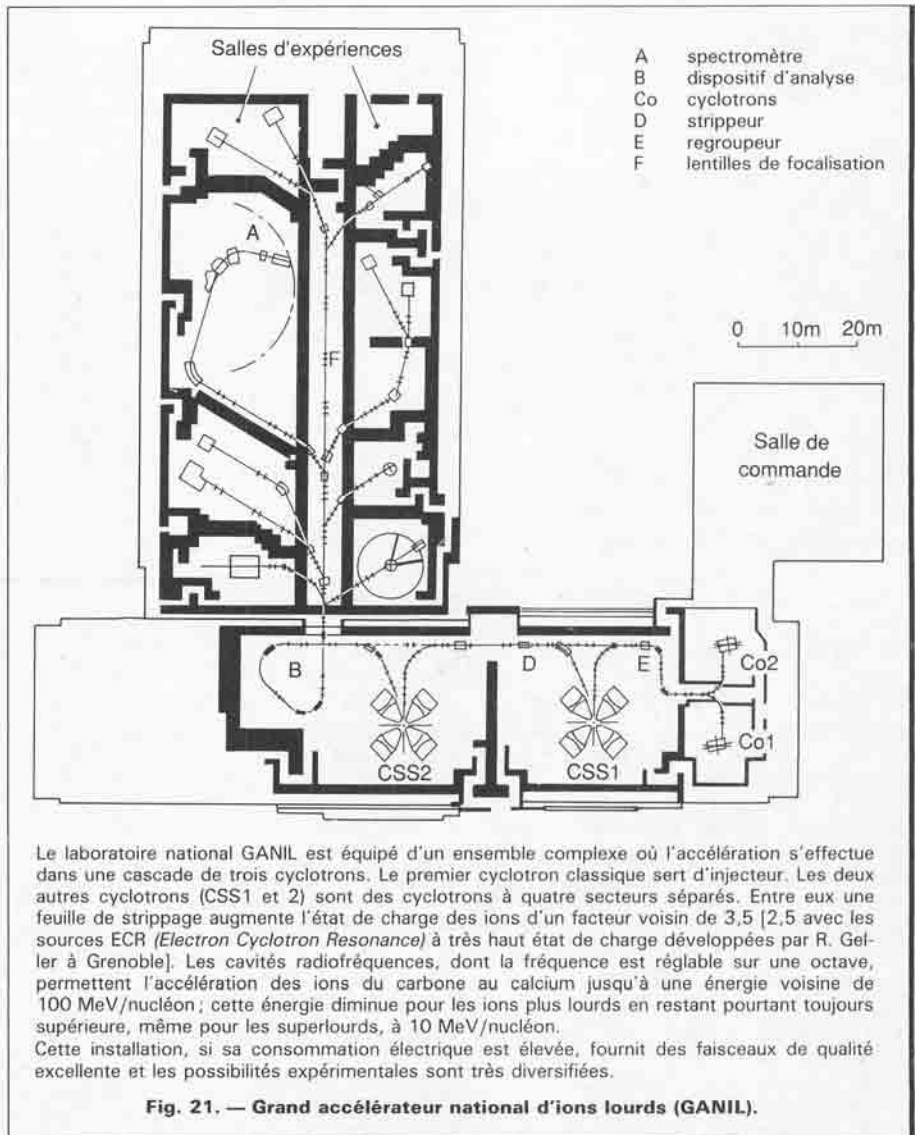 Salles d'expériences
A spectromètre
B dispositif d'analyse
Co cyclotrons
D strippeur
E regroupeur
F lentilles de focalisation
A
F
0 10m 20m
Salle de
commande
B
D
E
Co2
Co1
CSS2
CSS1
Le laboratoire national GANIL est équipé d'un ensemble complexe où l'accélération s'effectue
dans une cascade de trois cyclotrons. Le premier cyclotron classique sert d'injecteur. Les deux
autres cyclotrons (CSS1 et 2) sont des cyclotrons à quatre secteurs séparés. Entre eux une
feuille de strippage augmente l'état de charge des ions d'un facteur voisin de 3,5 [2,5 avec les
sources ECR (Electron Cyclotron Resonance) à très haut état de charge développées par R. Gel-
ler à Grenoble]. Les cavités radiofréquences, dont la fréquence est réglable sur une octave,
permettent l'accélération des ions du carbone au calcium jusqu'à une énergie voisine de
100 MeV/nucléon ; cette énergie diminue pour les ions plus lourds en restant pourtant toujours
supérieure, même pour les superlourds, à 10 MeV/nucléon.
Cette installation, si sa consommation électrique est élevée, fournit des faisceaux de qualité
excellente et les possibilités expérimentales sont très diversifiées.
Fig. 21. — Grand accélérateur national d'ions lourds (GANIL).